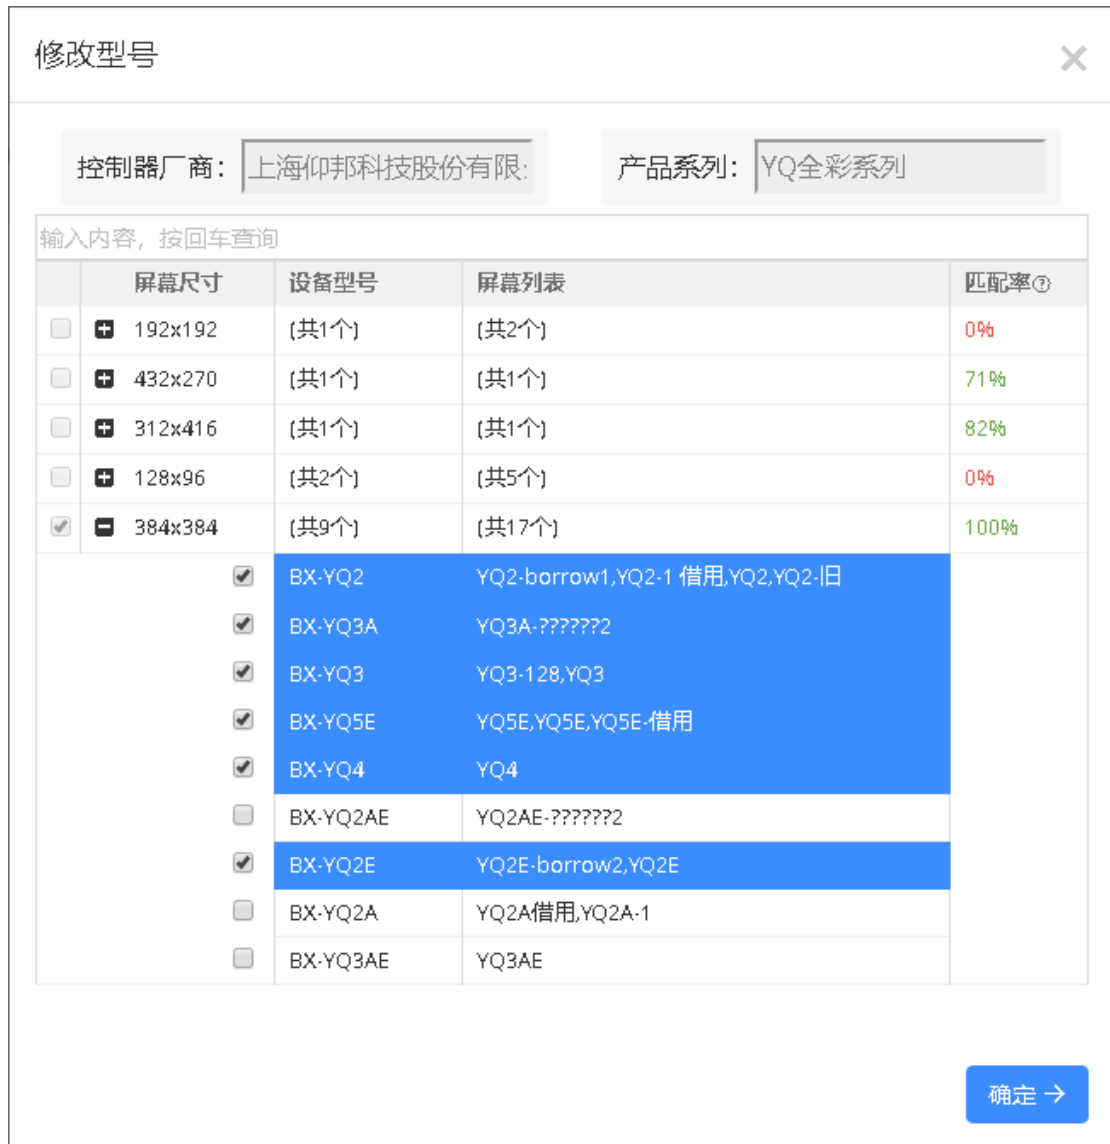 修改型号
控制器厂商： 上海仰邦科技股份有限 产品系列： YQ全彩系列
输入内容，按回车查询
屏幕尺寸 设备型号 屏幕列表 匹配率?
192x192 (共1个) (共2个) 0%
432x270 (共1个) (共1个) 71%
312x416 (共1个) (共1个) 82%
128x96 (共2个) (共5个) 0%
384x384 (共9个) (共17个) 100%
BX-YQ2 YQ2-borrow1,YQ2-1 借用,YQ2,YQ2-旧
BX-YQ3A YQ3A-??????2
BX-YQ3 YQ3-128,YQ3
BX-YQ5E YQ5E,YQ5E,YQ5E-借用
BX-YQ4 YQ4
BX-YQ2AE YQ2AE-??????2
BX-YQ2E YQ2E-borrow2,YQ2E
BX-YQ2A YQ2A借用,YQ2A-1
BX-YQ3AE YQ3AE
确定 →